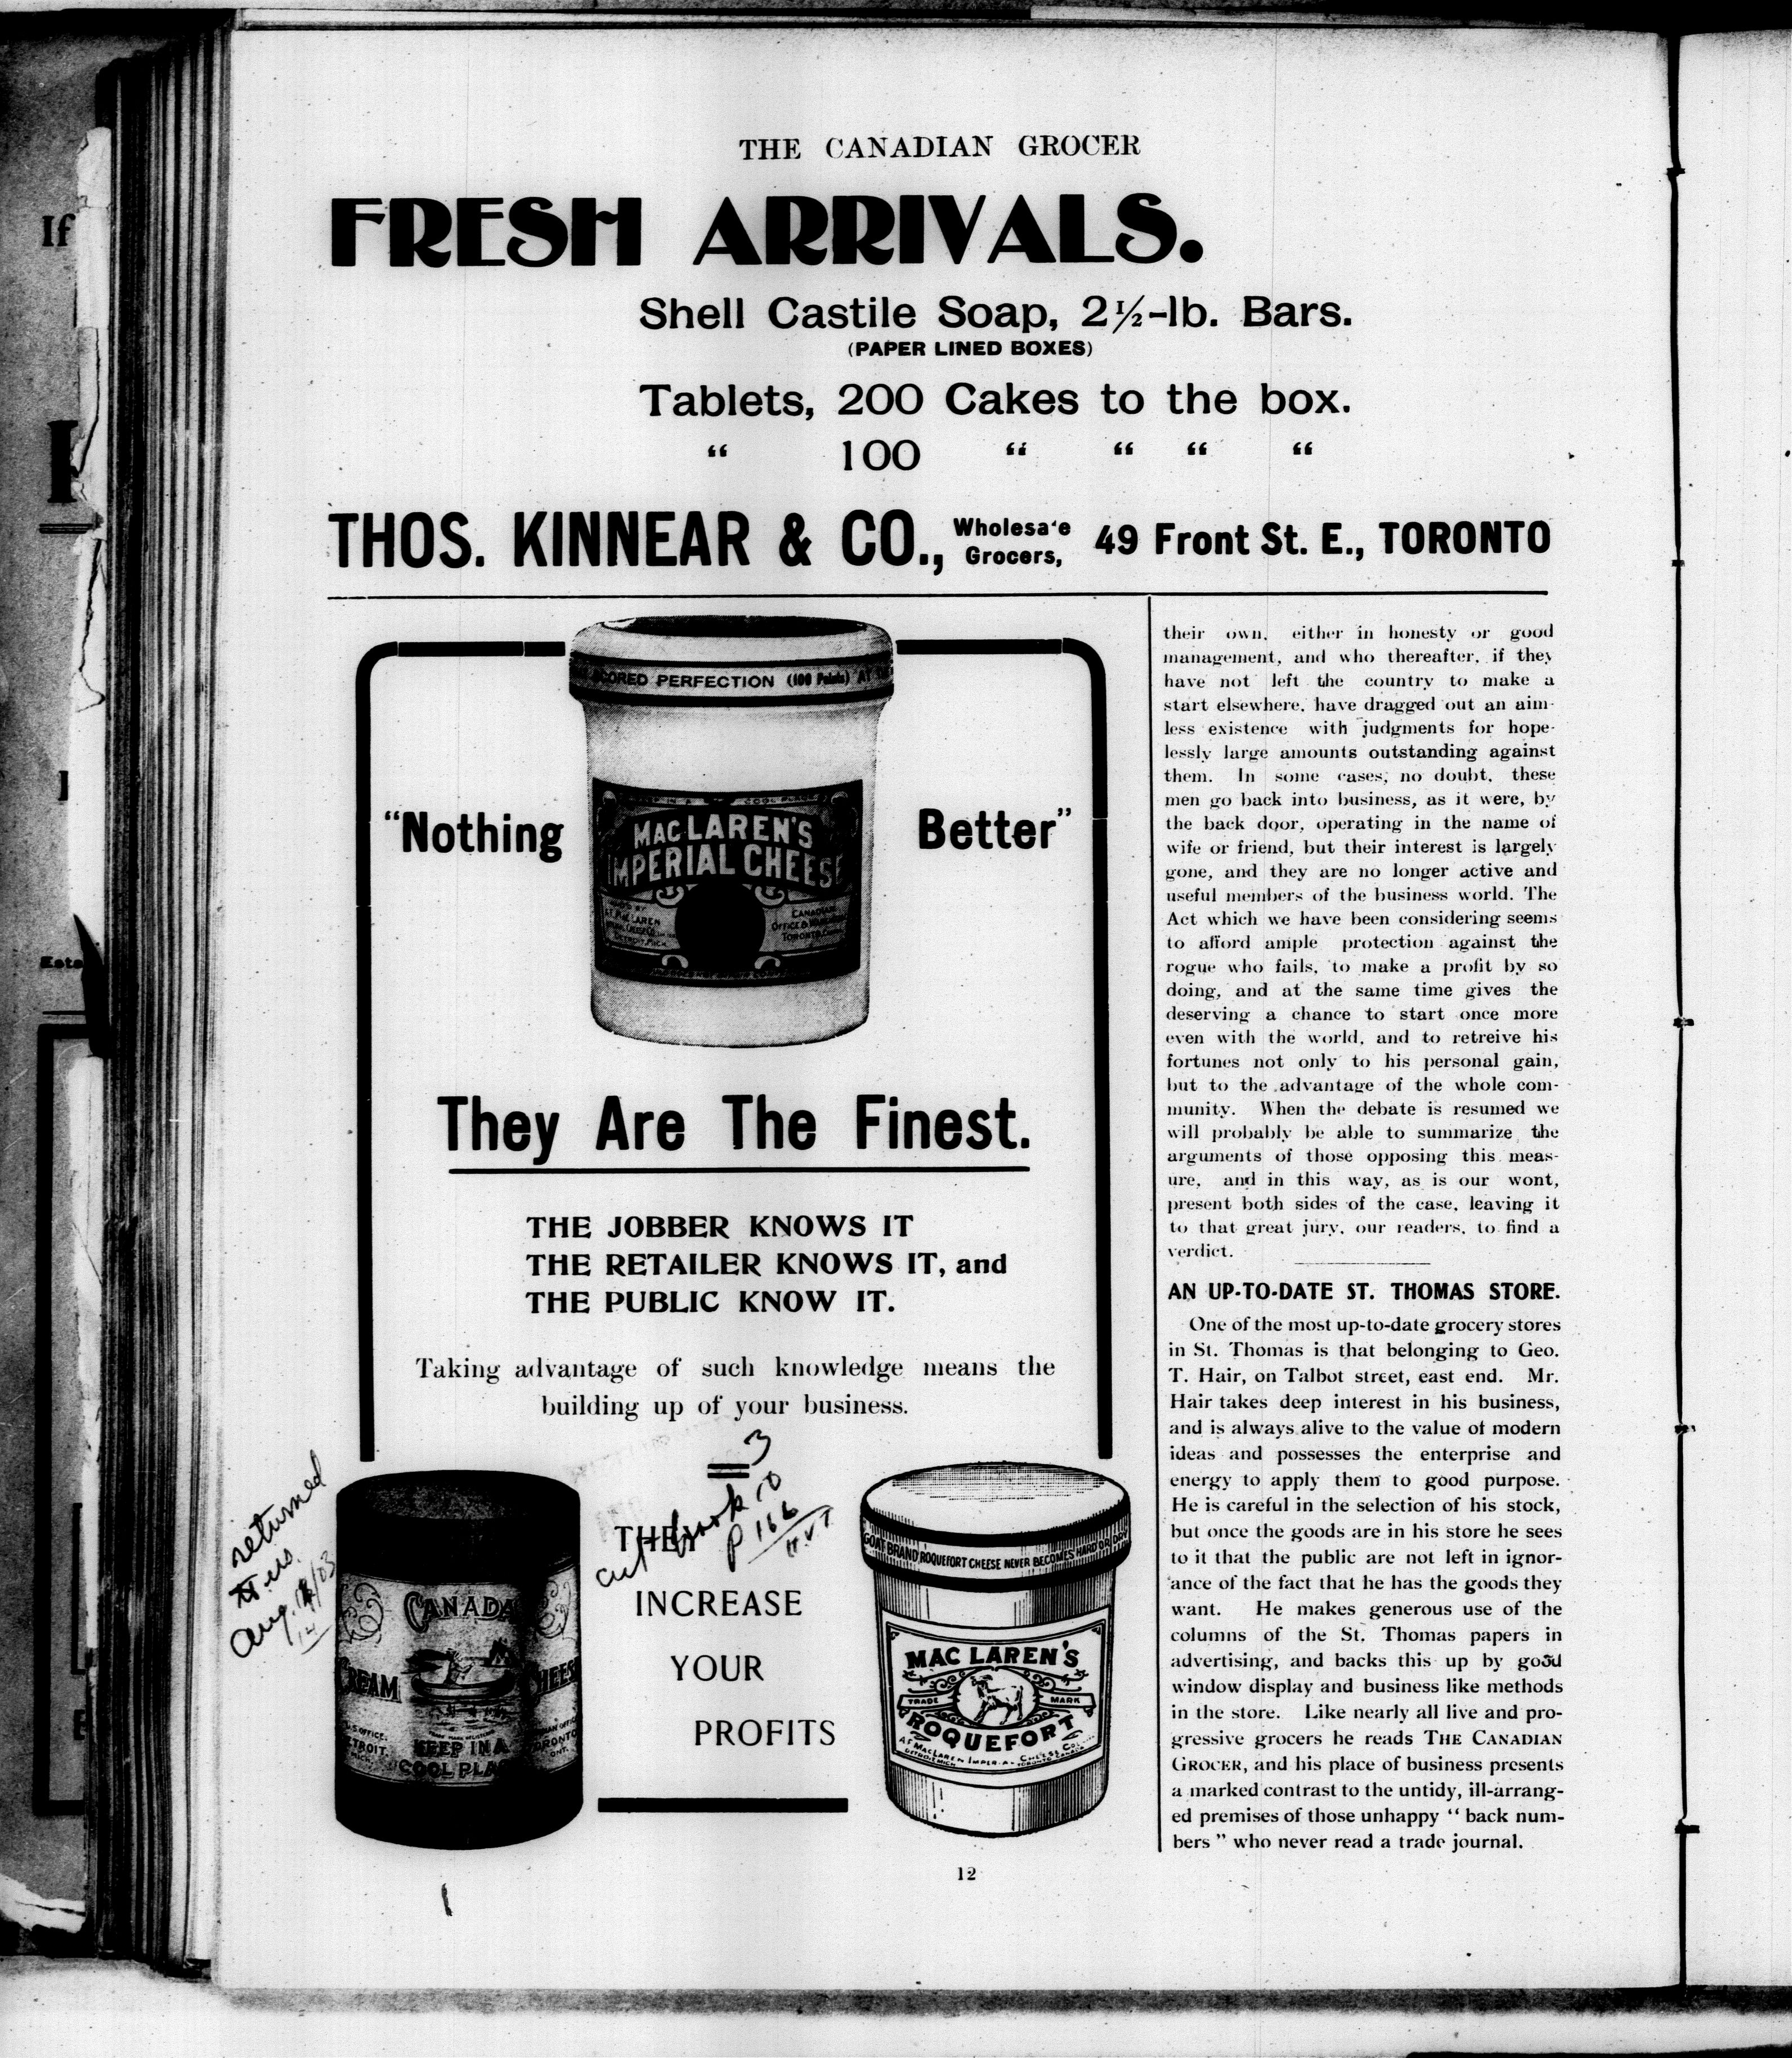 THE CANADIAN GROCER
FRESH ARRIVALS.
Shell Castile Soap, 2½-lb. Bars.
(PAPER LINED BOXES)
Tablets, 200 Cakes to the box.
“ 100 “ “ “ “
THOS. KINNEAR & CO., Wholesa'e Grocers, 49 Front St. E., TORONTO
SCORED PERFECTION (100 Points) AT
“Nothing Better”
MACLAREN'S
IMPERIAL CHEESE
They Are The Finest.
THE JOBBER KNOWS IT
THE RETAILER KNOWS IT, and
THE PUBLIC KNOW IT.
Taking advantage of such knowledge means the
building up of your business.
3
cut book
p 166
returned
Aug
THEY
INCREASE
YOUR
PROFITS
CANADA
CREAM CHEESE
KEEP IN A
COOL PLA
GOAT BRAND ROQUEFORT CHEESE NEVER BECOMES HARD OR DRY
MAC LAREN'S
TRADE MARK
ROQUEFORT
A.F. MACLAREN IMPERIAL CHEESE CO.
their own, either in honesty or good
management, and who thereafter, if they
have not left the country to make a
start elsewhere, have dragged out an aim-
less existence with judgments for hope-
lessly large amounts outstanding against
them. In some cases, no doubt, these
men go back into business, as it were, by
the back door, operating in the name of
wife or friend, but their interest is largely
gone, and they are no longer active and
useful members of the business world. The
Act which we have been considering seems
to afford ample protection against the
rogue who fails, to make a profit by so
doing, and at the same time gives the
deserving a chance to start once more
even with the world, and to retreive his
fortunes not only to his personal gain,
but to the advantage of the whole com-
munity. When the debate is resumed we
will probably be able to summarize the
arguments of those opposing this meas-
ure, and in this way, as is our wont,
present both sides of the case, leaving it
to that great jury, our readers, to find a
verdict.
AN UP-TO-DATE ST. THOMAS STORE.
One of the most up-to-date grocery stores
in St. Thomas is that belonging to Geo.
T. Hair, on Talbot street, east end. Mr.
Hair takes deep interest in his business,
and is always alive to the value of modern
ideas and possesses the enterprise and
energy to apply them to good purpose.
He is careful in the selection of his stock,
but once the goods are in his store he sees
to it that the public are not left in ignor-
ance of the fact that he has the goods they
want. He makes generous use of the
columns of the St. Thomas papers in
advertising, and backs this up by good
window display and business like methods
in the store. Like nearly all live and pro-
gressive grocers he reads THE CANADIAN
GROCER, and his place of business presents
a marked contrast to the untidy, ill-arrang-
ed premises of those unhappy “ back num-
bers ” who never read a trade journal.
12